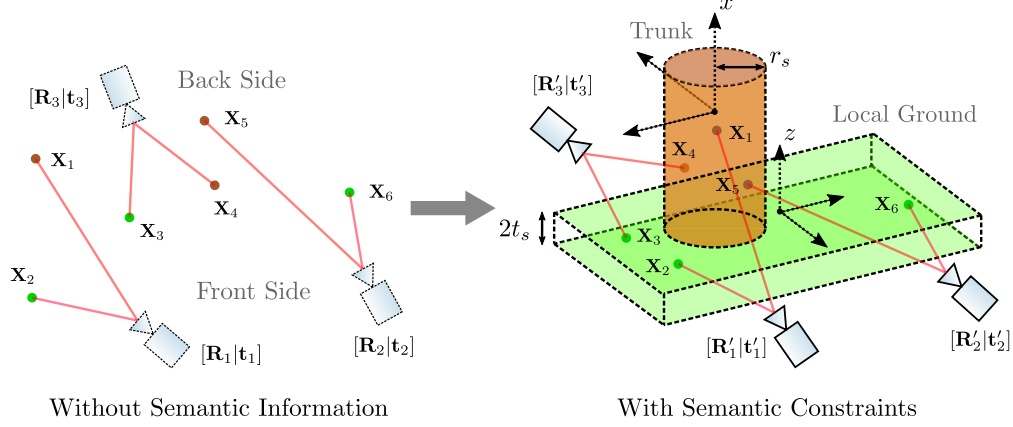 Back Side
[R₃|t₃]
X₅
X₁
X₆
X₄
X₃
X₂
Front Side
[R₁|t₁]
[R₂|t₂]
Without Semantic Information
x
Trunk
rₛ
[R′₃|t′₃]
Local Ground
X₁
z
X₄
X₅
X₆
2tₛ
X₃
X₂
[R′₁|t′₁]
[R′₂|t′₂]
With Semantic Constraints